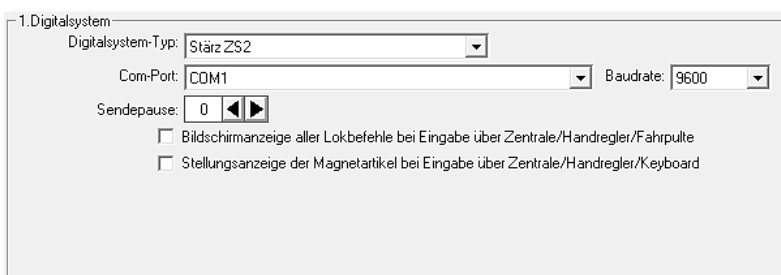 1.Digitalsystem
Digitalsystem-Typ: Stärz ZS2
Com-Port: COM1 Baudrate: 9600
Sendepause: 0
Bildschirmanzeige aller Lokbefehle bei Eingabe über Zentrale/Handregler/Fahrpulte
Stellungsanzeige der Magnetartikel bei Eingabe über Zentrale/Handregler/Keyboard